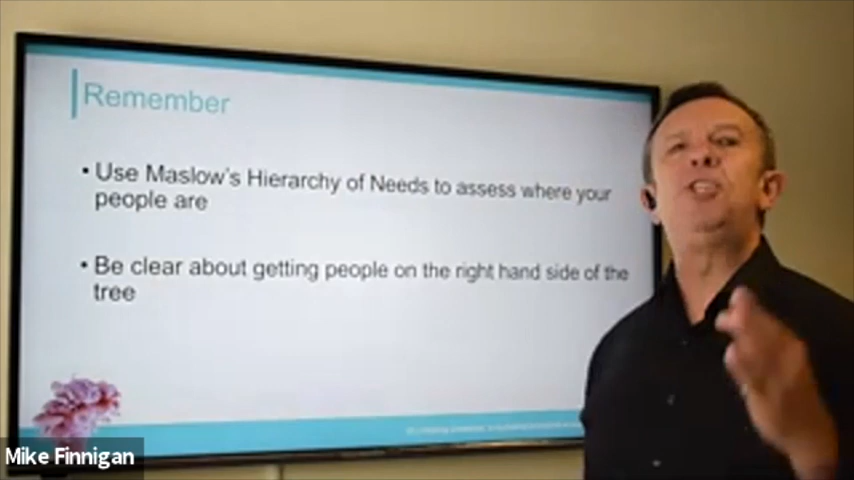 Remember
• Use Maslow's Hierarchy of Needs to assess where your
people are
• Be clear about getting people on the right hand side of the
tree
Mike Finnigan